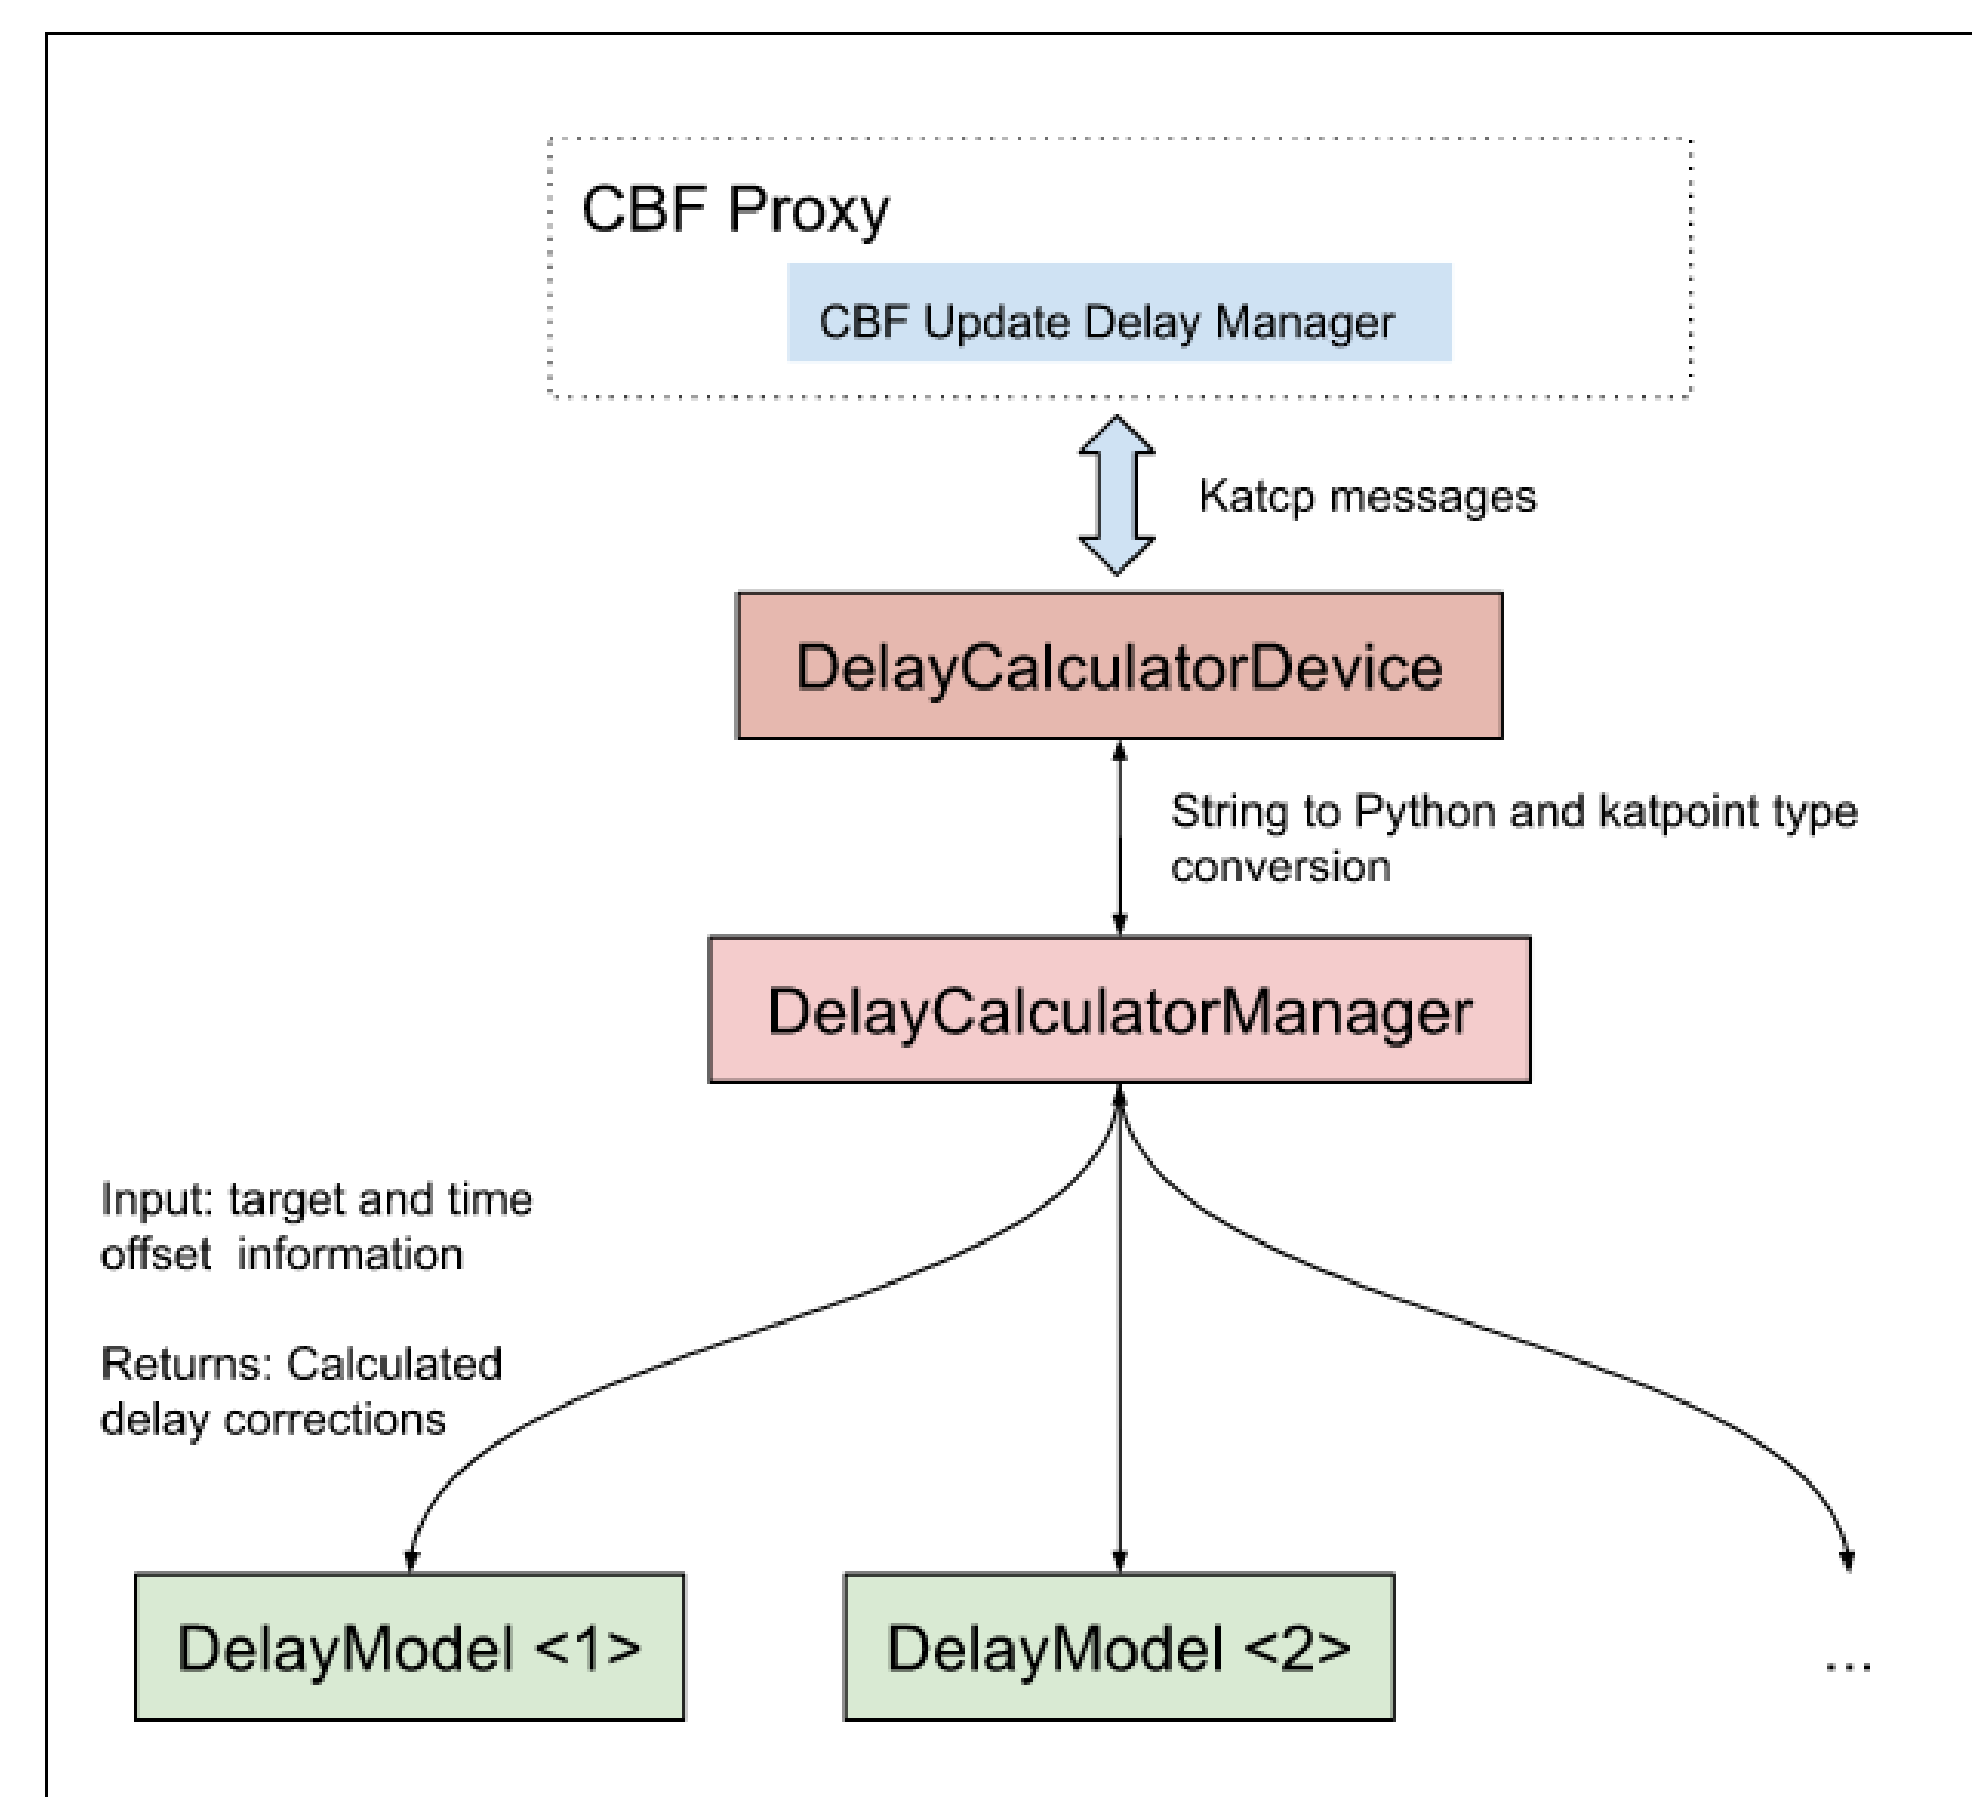 CBF Proxy
CBF Update Delay Manager
Katcp messages
DelayCalculatorDevice
String to Python and katpoint type
conversion
DelayCalculatorManager
Input: target and time
offset  information
Returns: Calculated
delay corrections
DelayModel <1>
DelayModel <2>
...